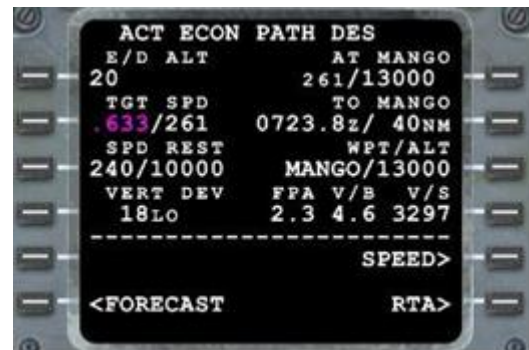 ACT ECON PATH DES
E/D ALT AT MANGO
20 261/13000
TGT SPD TO MANGO
.633/261 0723.8Z/ 40NM
SPD REST WPT/ALT
240/10000 MANGO/13000
VERT DEV FPA V/B V/S
18LO 2.3 4.6 3297
--------------------------------
SPEED>
<FORECAST RTA>